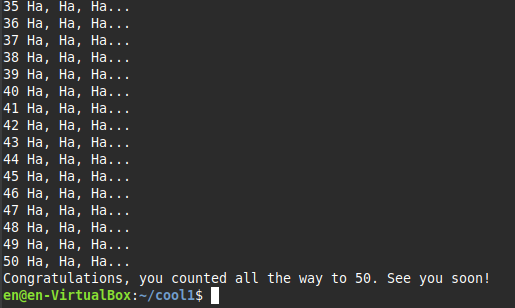 35 Ha, Ha, Ha...
36 Ha, Ha, Ha...
37 Ha, Ha, Ha...
38 Ha, Ha, Ha...
39 Ha, Ha, Ha...
40 Ha, Ha, Ha...
41 Ha, Ha, Ha...
42 Ha, Ha, Ha...
43 Ha, Ha, Ha...
44 Ha, Ha, Ha...
45 Ha, Ha, Ha...
46 Ha, Ha, Ha...
47 Ha, Ha, Ha...
48 Ha, Ha, Ha...
49 Ha, Ha, Ha...
50 Ha, Ha, Ha...
Congratulations, you counted all the way to 50. See you soon!
en@en-VirtualBox:~/cool1$